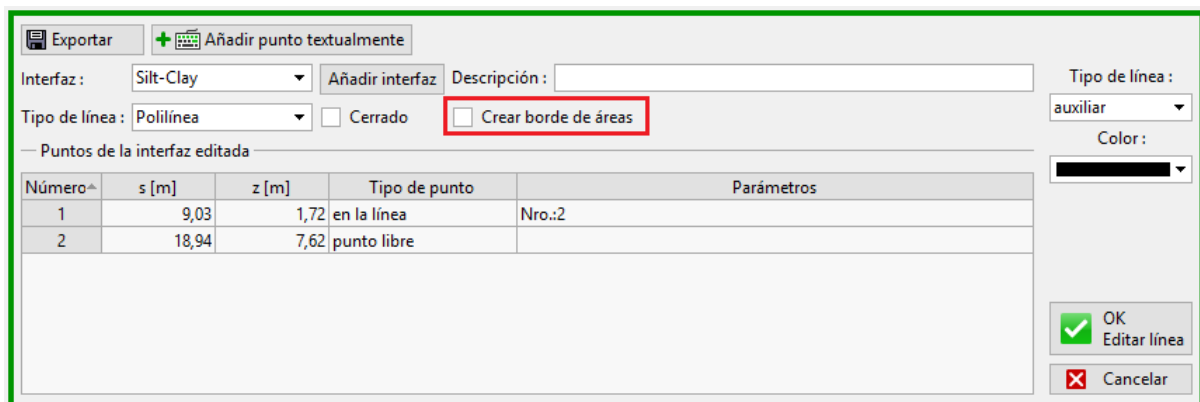 Exportar Añadir punto textualmente
Interfaz : Silt-Clay Añadir interfaz Descripción : Tipo de línea :
Tipo de línea : Polilínea Cerrado Crear borde de áreas auxiliar
Color :
Puntos de la interfaz editada
Número s [m] z [m] Tipo de punto Parámetros
1 9,03 1,72 en la línea Nro.:2
2 18,94 7,62 punto libre
OK
Editar línea
Cancelar